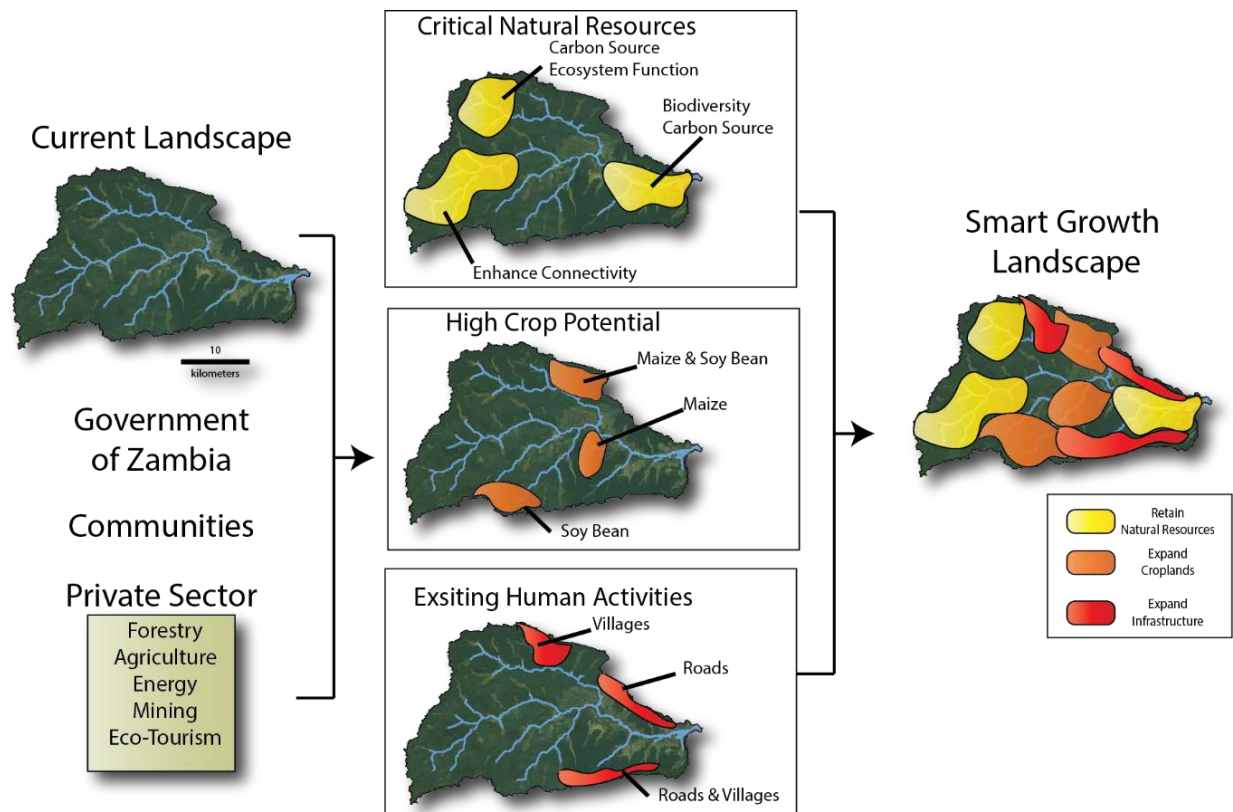 Current Landscape
10
kilometers
Government
of Zambia
Communities
Private Sector
Forestry
Agriculture
Energy
Mining
Eco-Tourism
Critical Natural Resources
Carbon Source
Ecosystem Function
Biodiversity
Carbon Source
Enhance Connectivity
High Crop Potential
Maize & Soy Bean
Maize
Soy Bean
Exsiting Human Activities
Villages
Roads
Roads & Villages
Smart Growth
Landscape
Retain
Natural Resources
Expand
Croplands
Expand
Infrastructure